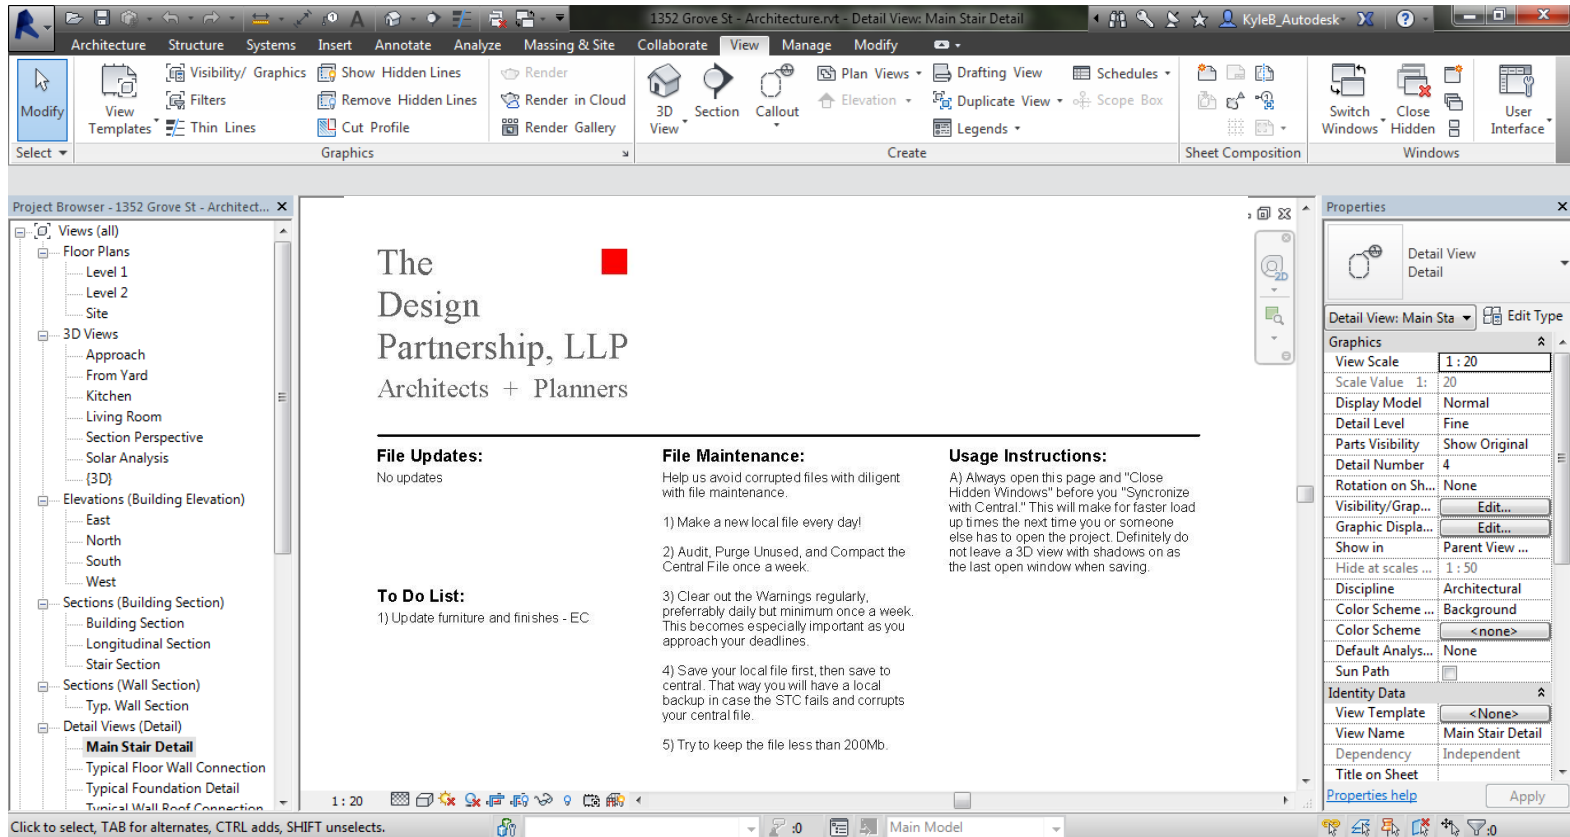 1352 Grove St - Architecture.rvt - Detail View: Main Stair Detail
KyleB_Autodesk
Architecture Structure Systems Insert Annotate Analyze Massing & Site Collaborate View Manage Modify
Modify
View Templates
Visibility/ Graphics
Filters
Thin Lines
Show Hidden Lines
Remove Hidden Lines
Cut Profile
Render
Render in Cloud
Render Gallery
3D View
Section
Callout
Plan Views
Elevation
Drafting View
Duplicate View
Legends
Schedules
Scope Box
Switch Windows
Close Hidden
User Interface
Select
Graphics
Create
Sheet Composition
Windows
Project Browser - 1352 Grove St - Architect...
Views (all)
Floor Plans
Level 1
Level 2
Site
3D Views
Approach
From Yard
Kitchen
Living Room
Section Perspective
Solar Analysis
{3D}
Elevations (Building Elevation)
East
North
South
West
Sections (Building Section)
Building Section
Longitudinal Section
Stair Section
Sections (Wall Section)
Typ. Wall Section
Detail Views (Detail)
Main Stair Detail
Typical Floor Wall Connection
Typical Foundation Detail
Typical Wall Roof Connection
The
Design
Partnership, LLP
Architects + Planners
File Updates:
No updates
To Do List:
1) Update furniture and finishes - EC
File Maintenance:
Help us avoid corrupted files with diligent
with file maintenance.
1) Make a new local file every day!
2) Audit, Purge Unused, and Compact the
Central File once a week.
3) Clear out the Warnings regularly,
preferrably daily but minimum once a week.
This becomes especially important as you
approach your deadlines.
4) Save your local file first, then save to
central. That way you will have a local
backup in case the STC fails and corrupts
your central file.
5) Try to keep the file less than 200Mb.
Usage Instructions:
A) Always open this page and "Close
Hidden Windows" before you "Syncronize
with Central." This will make for faster load
up times the next time you or someone
else has to open the project. Definitely do
not leave a 3D view with shadows on as
the last open window when saving.
2D
1 : 20
Properties
Detail View
Detail
Detail View: Main Sta
Edit Type
Graphics
View Scale 1 : 20
Scale Value 1: 20
Display Model Normal
Detail Level Fine
Parts Visibility Show Original
Detail Number 4
Rotation on Sh... None
Visibility/Grap... Edit...
Graphic Displa... Edit...
Show in Parent View ...
Hide at scales ... 1 : 50
Discipline Architectural
Color Scheme ... Background
Color Scheme <none>
Default Analys... None
Sun Path
Identity Data
View Template <None>
View Name Main Stair Detail
Dependency Independent
Title on Sheet
Properties help
Apply
Click to select, TAB for alternates, CTRL adds, SHIFT unselects.
:0
Main Model
:0